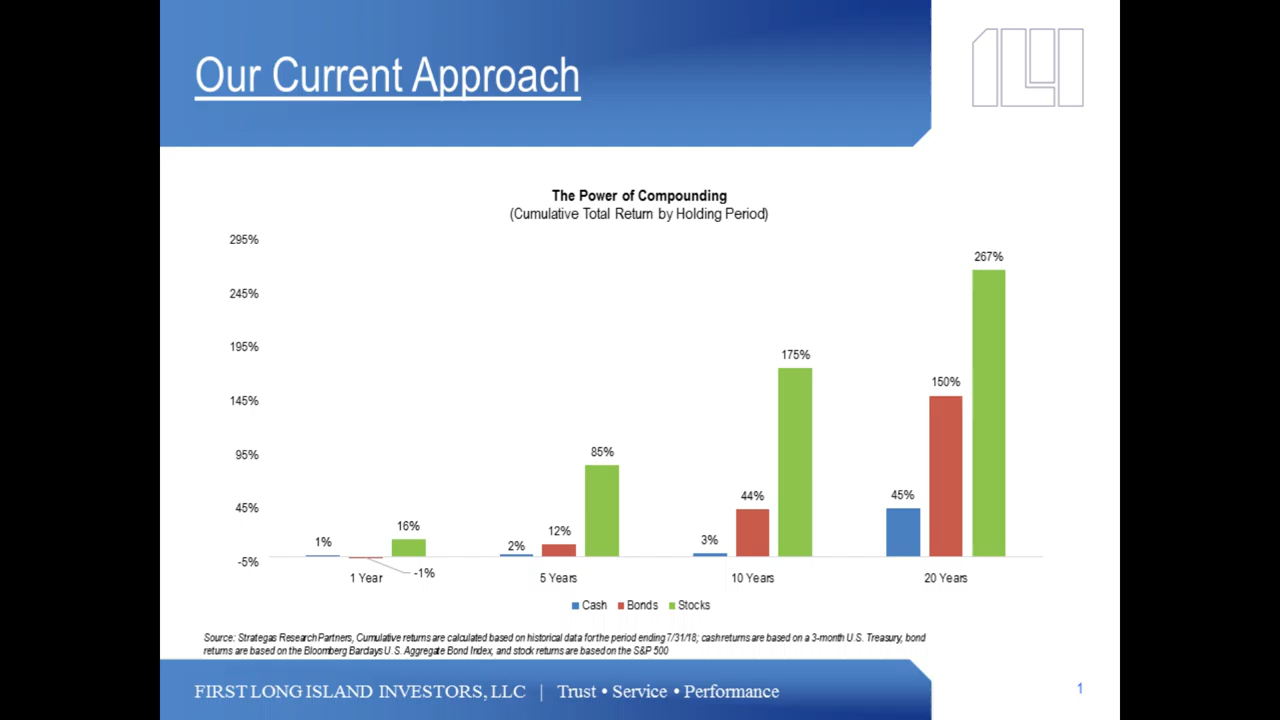 Our Current Approach
The Power of Compounding
(Cumulative Total Return by Holding Period)
295%
245%
195%
145%
95%
45%
-5%
1%
-1%
16%
2%
12%
85%
3%
44%
175%
45%
150%
267%
1 Year
5 Years
10 Years
20 Years
Cash Bonds Stocks
Source: Strategas Research Partners, Cumulative returns are calculated based on historical data for the period ending 7/31/18; cash returns are based on a 3-month U.S. Treasury, bond
returns are based on the Bloomberg Barclays U.S. Aggregate Bond Index, and stock returns are based on the S&P 500
FIRST LONG ISLAND INVESTORS, LLC | Trust • Service • Performance
1